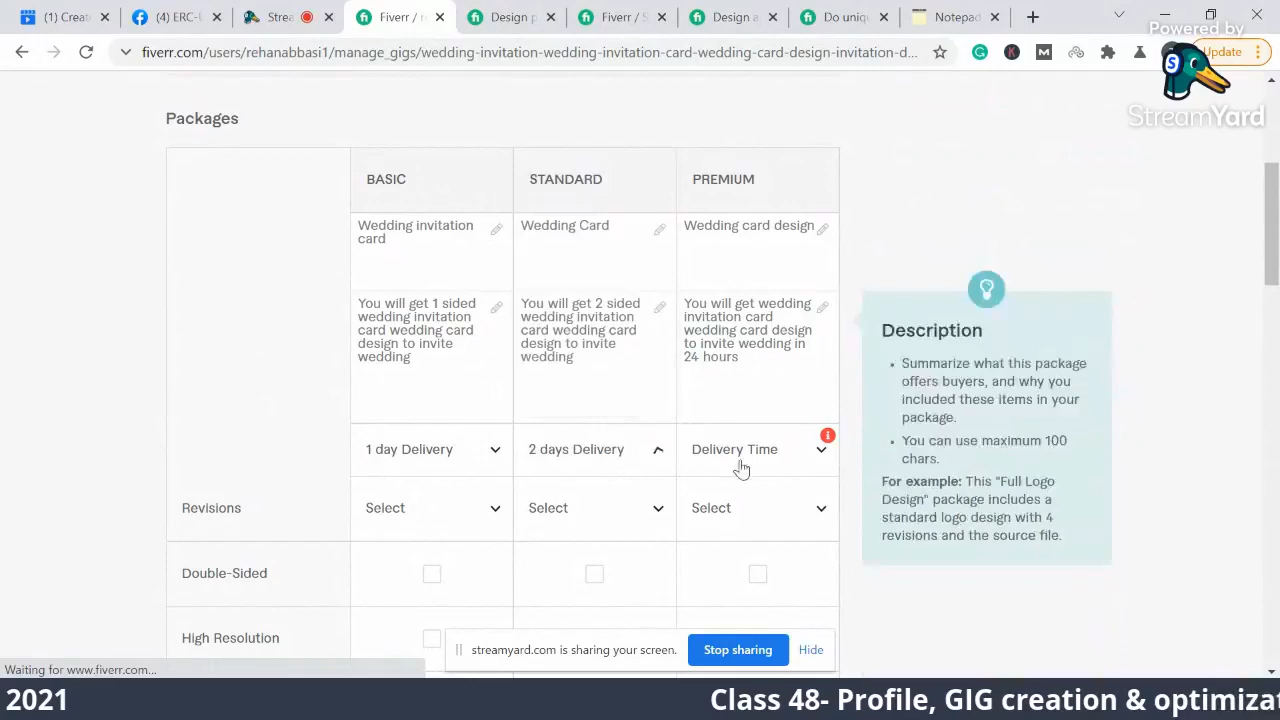 (1) Creat
(4) ERC-
Strea
Fiverr / r
Design p
Fiverr / S
Design a
Do uniq
Notepad
fiverr.com/users/rehanabbasi1/manage_gigs/wedding-invitation-wedding-invitation-card-wedding-card-design-invitation-d...
Update
Powered by
StreamYard
Packages
BASIC STANDARD PREMIUM
Wedding invitation
card
Wedding Card
Wedding card design
You will get 1 sided
wedding invitation
card wedding card
design to invite
wedding
You will get 2 sided
wedding invitation
card wedding card
design to invite
wedding
You will get wedding
invitation card
wedding card design
to invite wedding in
24 hours
1 day Delivery 2 days Delivery Delivery Time
Revisions Select Select Select
Double-Sided
High Resolution
Description
Summarize what this package
offers buyers, and why you
included these items in your
package.
You can use maximum 100
chars.
For example: This "Full Logo
Design" package includes a
standard logo design with 4
revisions and the source file.
streamyard.com is sharing your screen. Stop sharing Hide
Waiting for www.fiverr.com...
2021 Class 48- Profile, GIG creation & optimiza